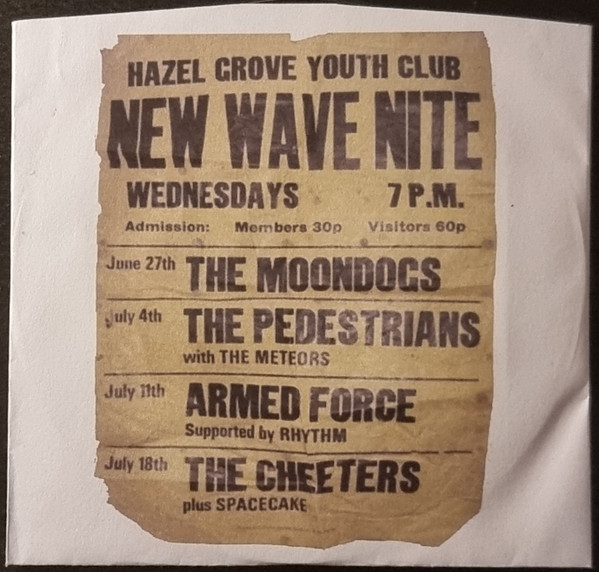 HAZEL GROVE YOUTH CLUB
NEW WAVE NITE
WEDNESDAYS 7 P.M.
Admission: Members 30p Visitors 60p
June 27th THE MOONDOGS
July 4th THE PEDESTRIANS
with THE METEORS
July 11th ARMED FORCE
Supported by RHYTHM
July 18th THE CHEETERS
plus SPACECAKE